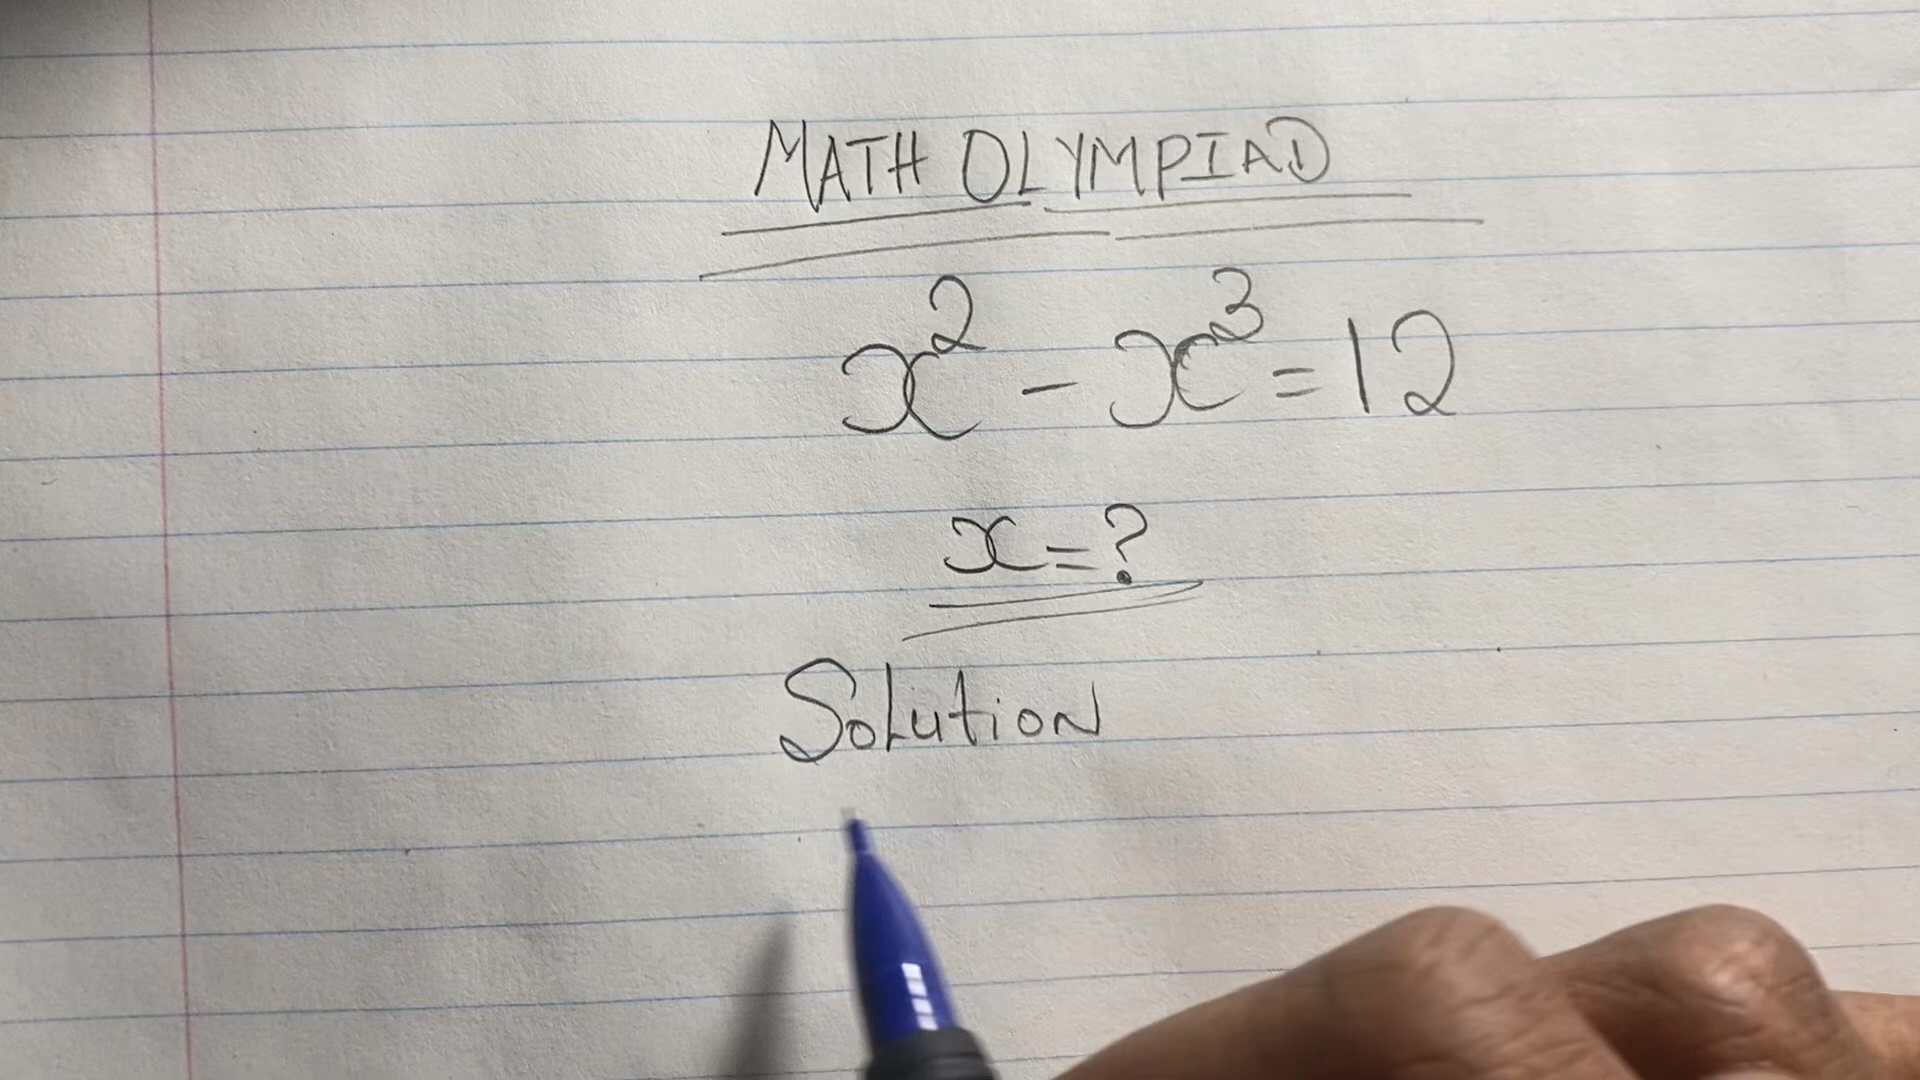 MATH OLYMPIAD
x² - x³ = 12
x = ?
Solution